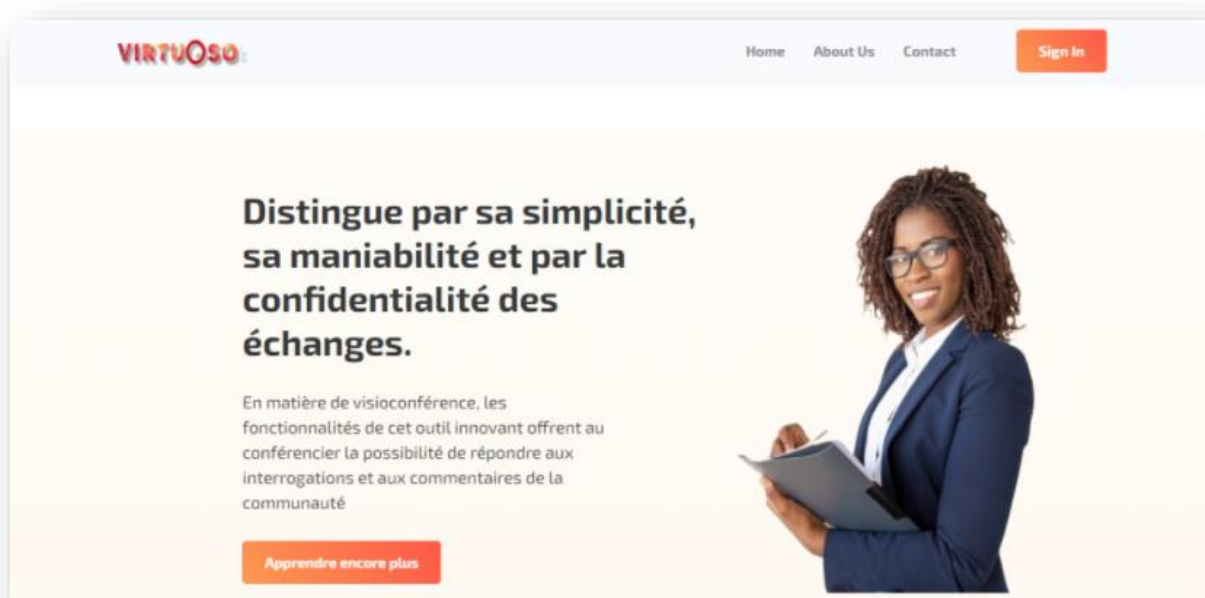 VIRTUOSO
Home About Us Contact Sign In
Distingue par sa simplicité,
sa maniabilité et par la
confidentialité des
échanges.
En matière de visioconférence, les
fonctionnalités de cet outil innovant offrent au
conférencier la possibilité de répondre aux
interrogations et aux commentaires de la
communauté
Apprendre encore plus